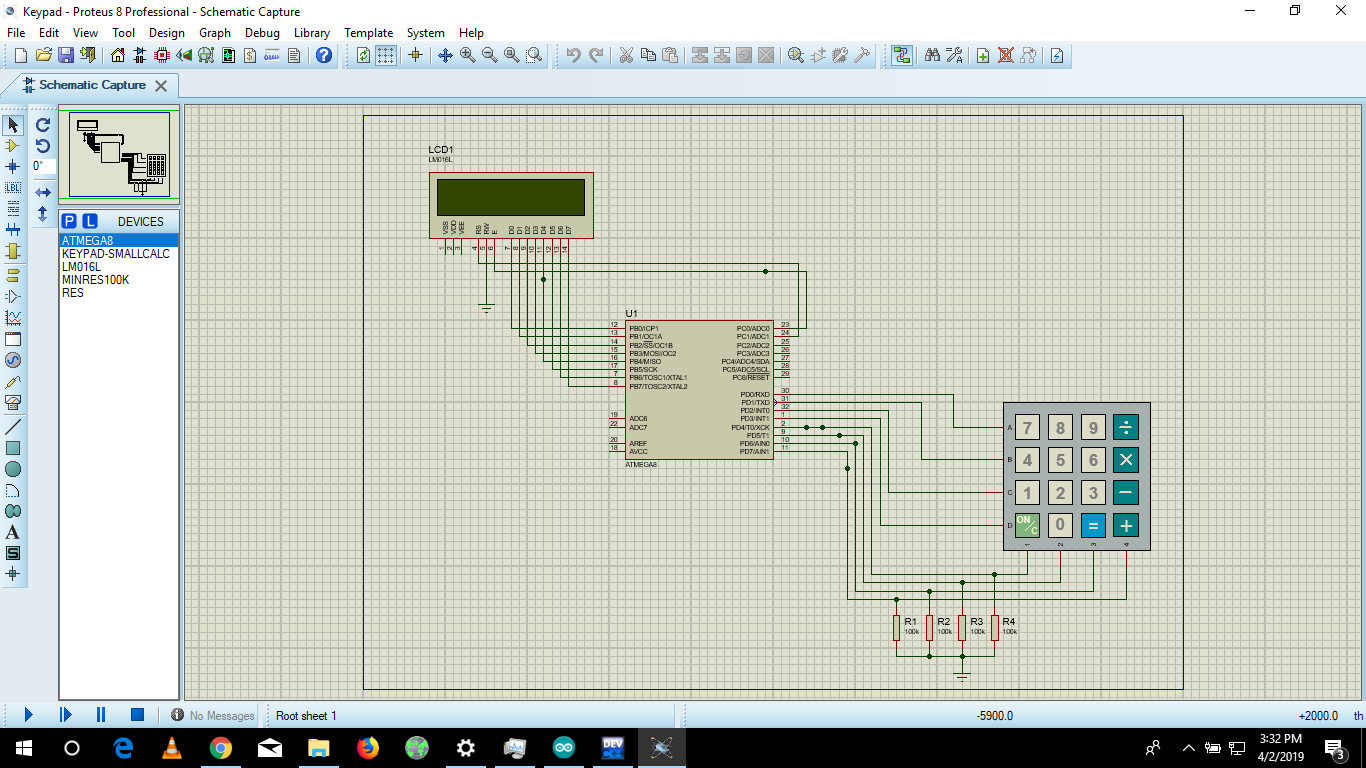 Keypad - Proteus 8 Professional - Schematic Capture
File Edit View Tool Design Graph Debug Library Template System Help
Schematic Capture
0°
P L DEVICES
ATMEGA8
KEYPAD-SMALLCALC
LM016L
MINRES100K
RES
LBL
A
S
LCD1
LM016L
VSS VDD VEE RS RW E D0 D1 D2 D3 D4 D5 D6 D7
1 2 3 4 5 6 7 8 9 10 11 12 13 14
U1
12 PB0/ICP1 PC0/ADC0 23
13 PB1/OC1A PC1/ADC1 24
14 PB2/SS/OC1B PC2/ADC2 25
15 PB3/MOSI/OC2 PC3/ADC3 26
16 PB4/MISO PC4/ADC4/SDA 27
17 PB5/SCK PC5/ADC5/SCL 28
7 PB6/TOSC1/XTAL1 PC6/RESET 29
8 PB7/TOSC2/XTAL2
PD0/RXD 30
PD1/TXD 31
PD2/INT0 32
19 ADC6 PD3/INT1 1
22 ADC7 PD4/T0/XCK 2
PD5/T1 9
20 AREF PD6/AIN0 10
18 AVCC PD7/AIN1 11
ATMEGA8
A 7 8 9 ÷
B 4 5 6 ×
C 1 2 3 −
D ON/C 0 = +
1 2 3 4
R1 R2 R3 R4
100k 100k 100k 100k
No Messages Root sheet 1 -5900.0 +2000.0 th
DEV
3:32 PM
4/2/2019
3